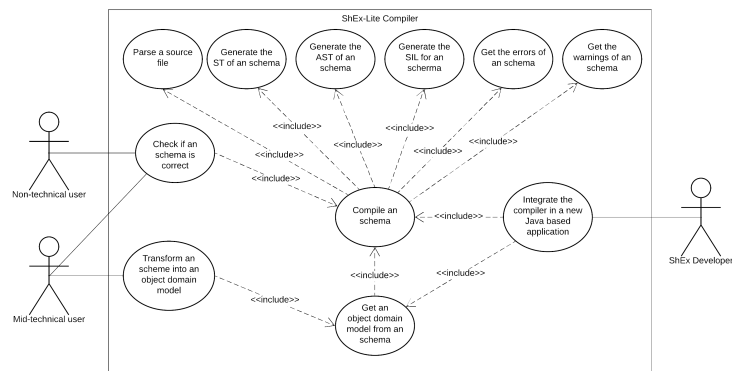 ShEx-Lite Compiler
Parse a source
file
Generate the
ST of an schema
Generate the
AST of an
schema
Generate the
SIL for an
scherma
Get the errors of
an schema
Get the
warnings of an
schema
<<include>>
<<include>>
<<include>>
<<include>>
<<include>>
<<include>>
Check if an
schema is
correct
<<include>>
Non-technical user
Compile an
schema
<<include>>
Integrate the
compiler in a new
Java based
application
ShEx Developer
Transform an
scheme into an
object domain
model
<<include>>
<<include>>
<<include>>
Mid-technical user
Get an
object domain
model from an
schema